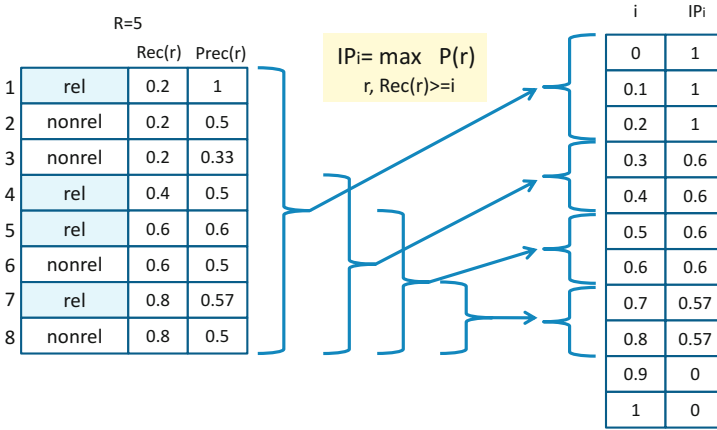 R=5
Rec(r) Prec(r)
1 rel 0.2 1
2 nonrel 0.2 0.5
3 nonrel 0.2 0.33
4 rel 0.4 0.5
5 rel 0.6 0.6
6 nonrel 0.6 0.5
7 rel 0.8 0.57
8 nonrel 0.8 0.5
IPi= max P(r)
r, Rec(r)>=i
i IPi
0 1
0.1 1
0.2 1
0.3 0.6
0.4 0.6
0.5 0.6
0.6 0.6
0.7 0.57
0.8 0.57
0.9 0
1 0